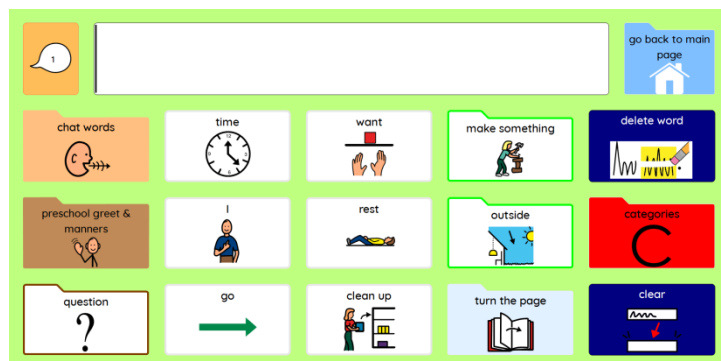 1
go back to main
page
chat words
time
want
make something
delete word
preschool greet &
manners
I
rest
outside
categories
C
question
?
go
clean up
turn the page
clear